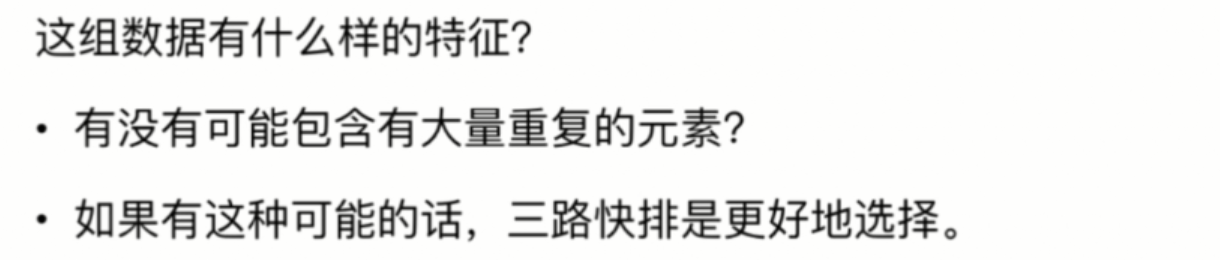 这组数据有什么样的特征?
• 有没有可能包含有大量重复的元素?
• 如果有这种可能的话，三路快排是更好地选择。